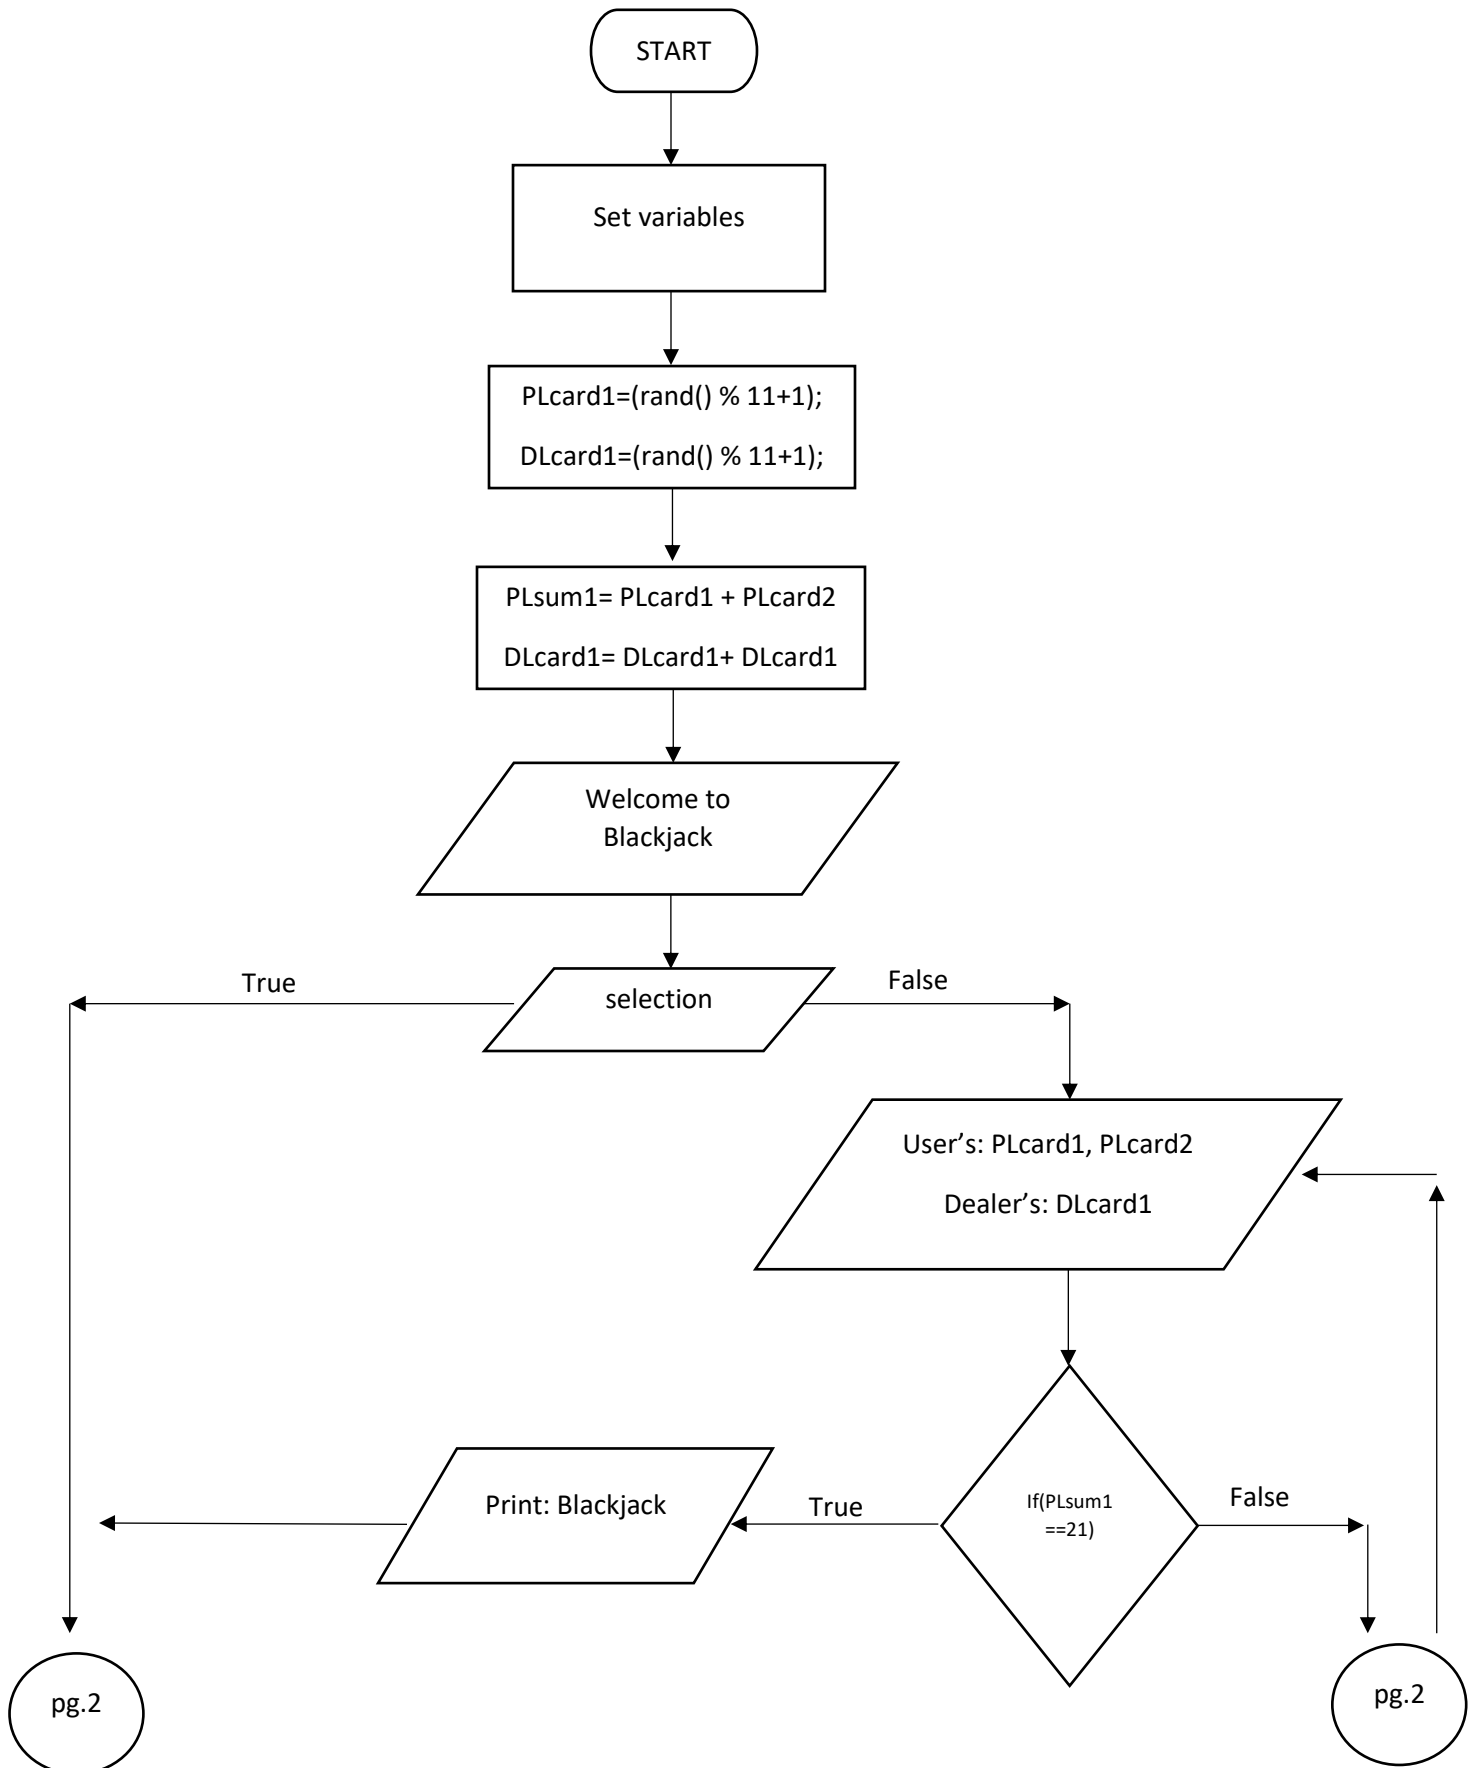 START
Set variables
PLcard1=(rand() % 11+1);
DLcard1=(rand() % 11+1);
PLsum1= PLcard1 + PLcard2
DLcard1= DLcard1+ DLcard1
Welcome to
Blackjack
True
selection
False
User’s: PLcard1, PLcard2
Dealer’s: DLcard1
Print: Blackjack
True
If(PLsum1
==21)
False
pg.2
pg.2